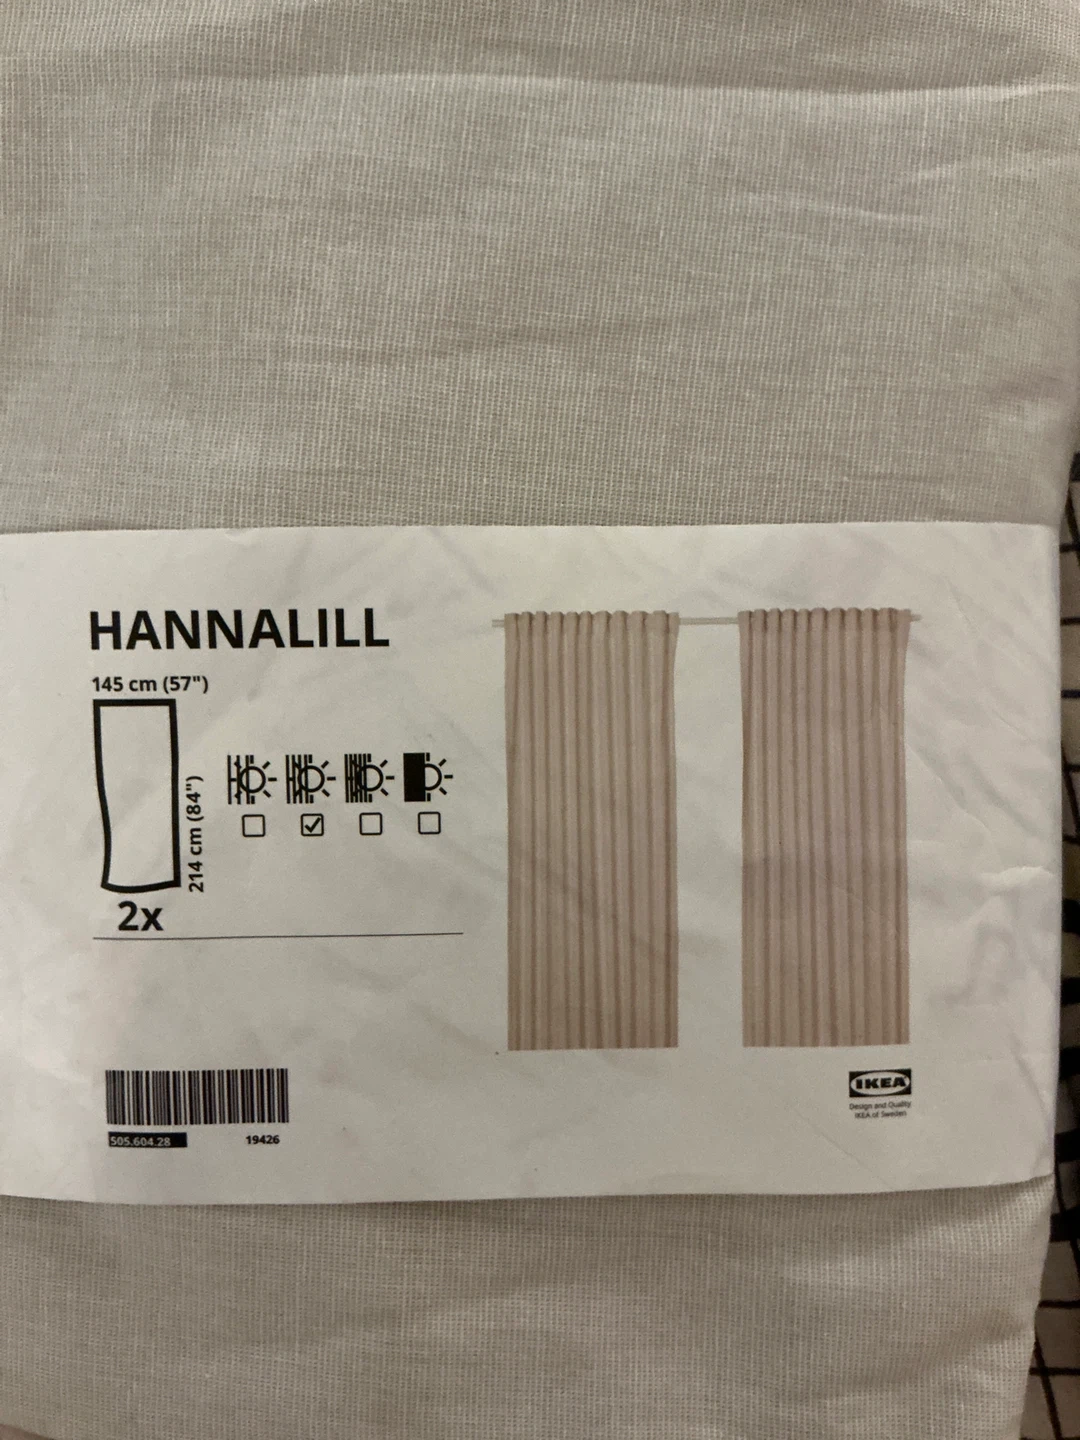 HANNALILL
145 cm (57")
214 cm (84")
2x
505.604.28
19426
IKEA
Design and Quality
IKEA of Sweden